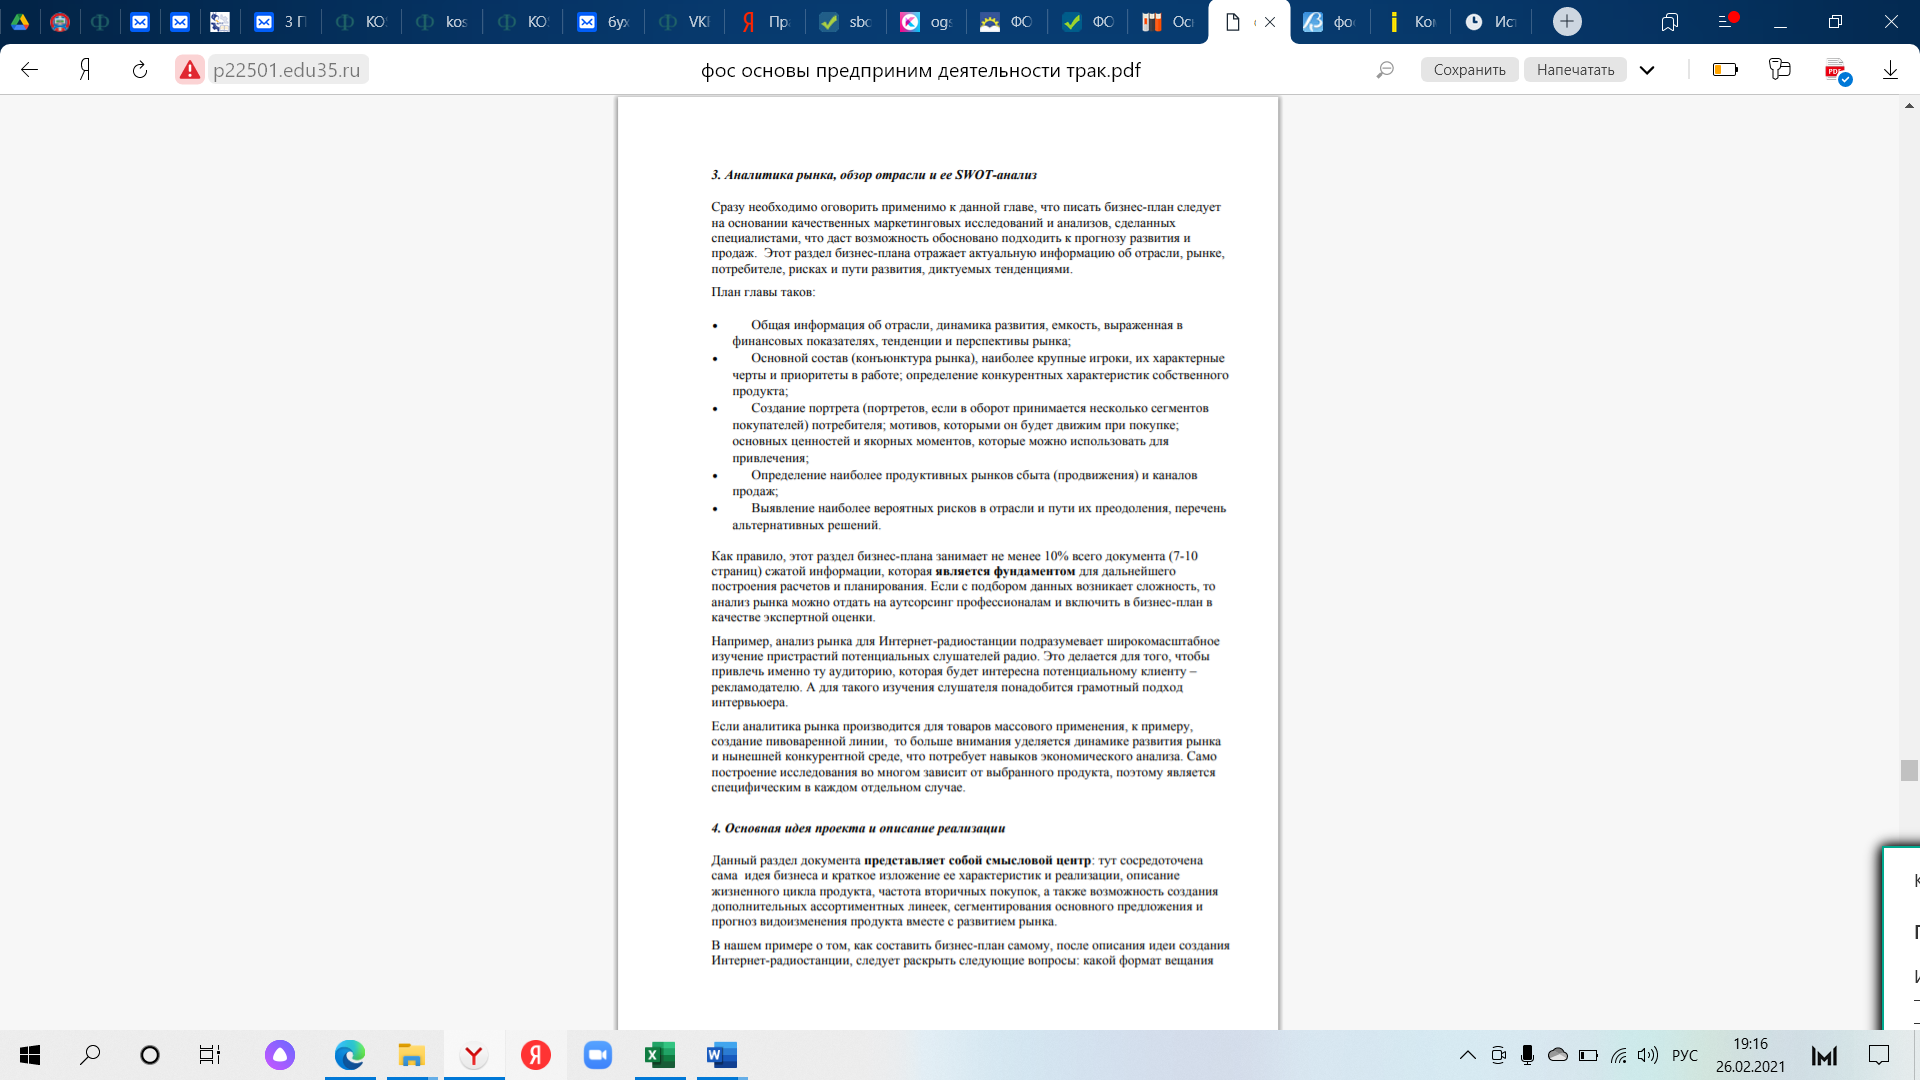 3 П
КО
kos
КО
бух
VKI
Пр
sbc
ogs
ФО
ФО
Ос
фо
Ко
Ис
p22501.edu35.ru
фос основы предприним деятельности трак.pdf
Сохранить
Напечатать
3. Аналитика рынка, обзор отрасли и ее SWOT-анализ
Сразу необходимо оговорить применимо к данной главе, что писать бизнес-план следует
на основании качественных маркетинговых исследований и анализов, сделанных
специалистами, что даст возможность обосновано подходить к прогнозу развития и
продаж. Этот раздел бизнес-плана отражает актуальную информацию об отрасли, рынке,
потребителе, рисках и пути развития, диктуемых тенденциями.
План главы таков:
• Общая информация об отрасли, динамика развития, емкость, выраженная в
финансовых показателях, тенденции и перспективы рынка;
• Основной состав (конъюнктура рынка), наиболее крупные игроки, их характерные
черты и приоритеты в работе; определение конкурентных характеристик собственного
продукта;
• Создание портрета (портретов, если в оборот принимается несколько сегментов
покупателей) потребителя; мотивов, которыми он будет движим при покупке;
основных ценностей и якорных моментов, которые можно использовать для
привлечения;
• Определение наиболее продуктивных рынков сбыта (продвижения) и каналов
продаж;
• Выявление наиболее вероятных рисков в отрасли и пути их преодоления, перечень
альтернативных решений.
Как правило, этот раздел бизнес-плана занимает не менее 10% всего документа (7-10
страниц) сжатой информации, которая является фундаментом для дальнейшего
построения расчетов и планирования. Если с подбором данных возникает сложность, то
анализ рынка можно отдать на аутсорсинг профессионалам и включить в бизнес-план в
качестве экспертной оценки.
Например, анализ рынка для Интернет-радиостанции подразумевает широкомасштабное
изучение пристрастий потенциальных слушателей радио. Это делается для того, чтобы
привлечь именно ту аудиторию, которая будет интересна потенциальному клиенту –
рекламодателю. А для такого изучения слушателя понадобится грамотный подход
интервьюера.
Если аналитика рынка производится для товаров массового применения, к примеру,
создание пивоваренной линии, то больше внимания уделяется динамике развития рынка
и нынешней конкурентной среде, что потребует навыков экономического анализа. Само
построение исследования во многом зависит от выбранного продукта, поэтому является
специфическим в каждом отдельном случае.
4. Основная идея проекта и описание реализации
Данный раздел документа представляет собой смысловой центр: тут сосредоточена
сама идея бизнеса и краткое изложение ее характеристик и реализации, описание
жизненного цикла продукта, частота вторичных покупок, а также возможность создания
дополнительных ассортиментных линеек, сегментирования основного предложения и
прогноз видоизменения продукта вместе с развитием рынка.
В нашем примере о том, как составить бизнес-план самому, после описания идеи создания
Интернет-радиостанции, следует раскрыть следующие вопросы: какой формат вещания
РУС
19:16
26.02.2021